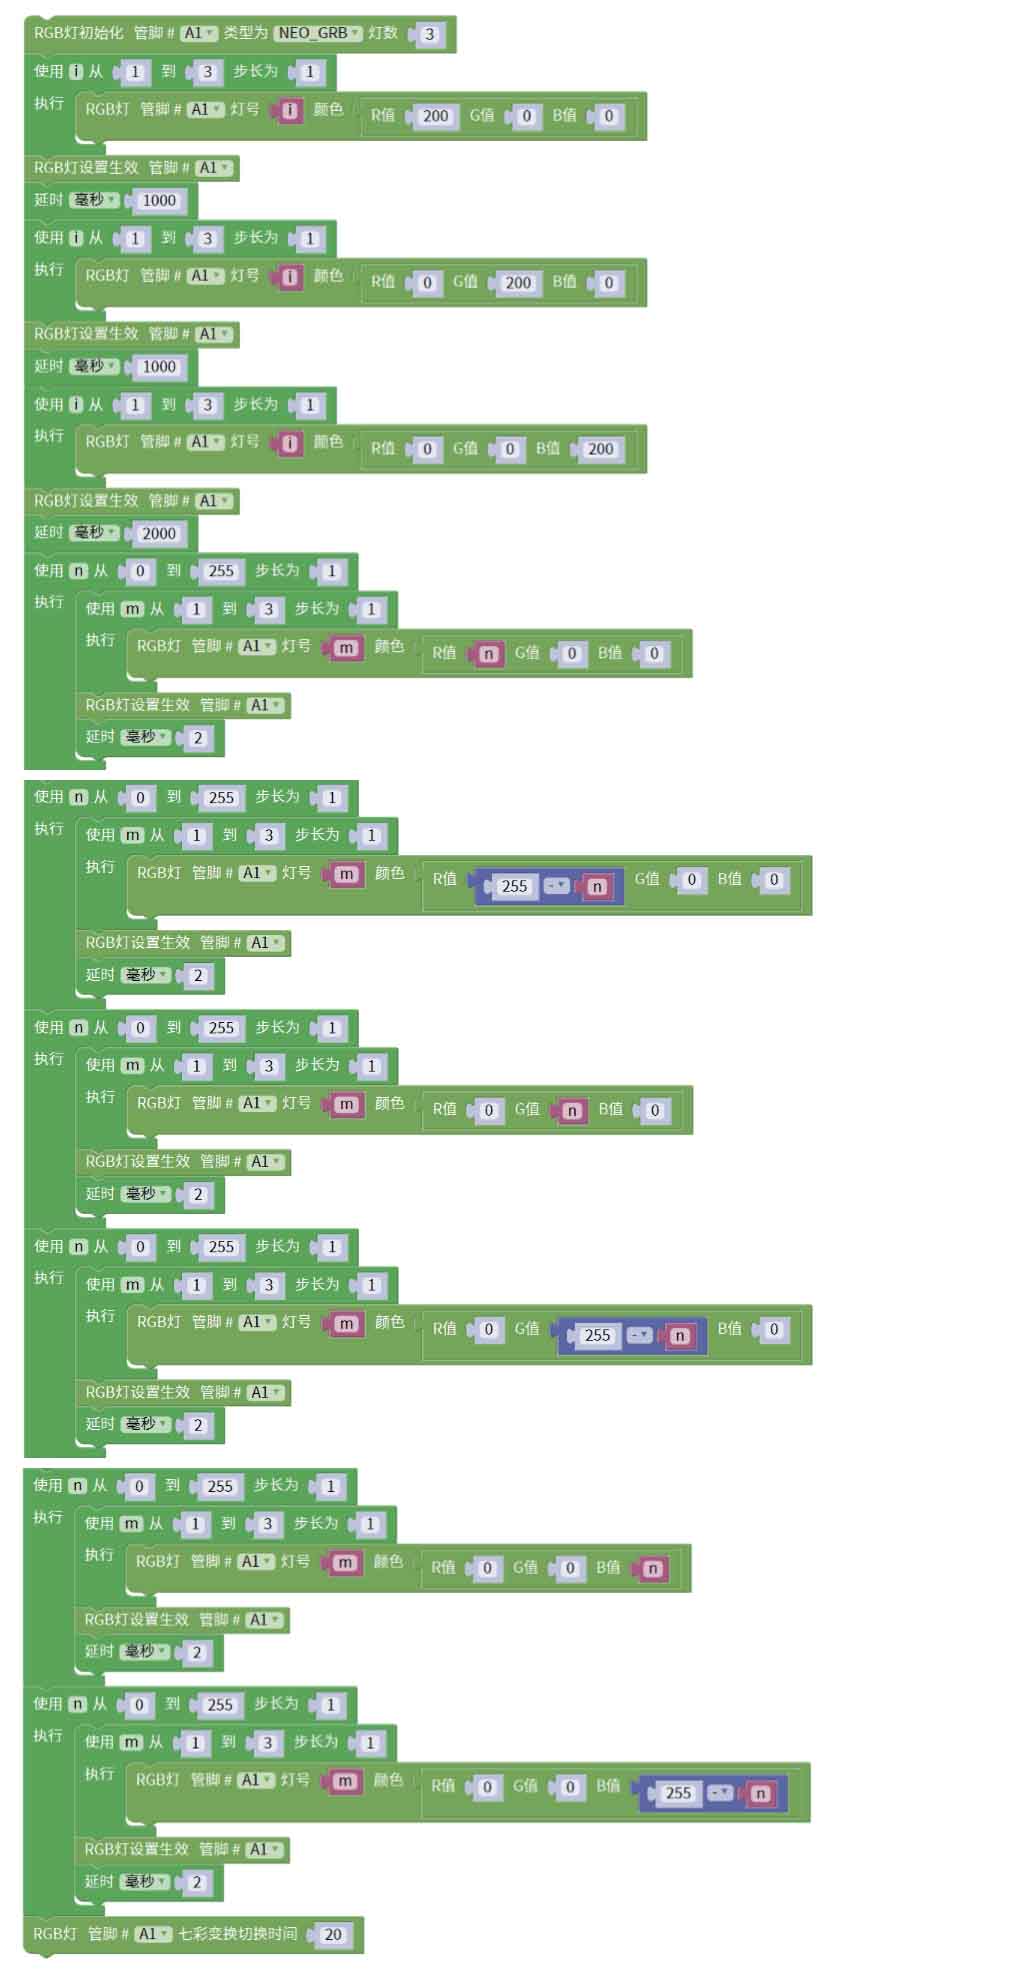 RGB灯初始化 管脚 # A1 类型为 NEO_GRB 灯数 3
使用 i 从 1 到 3 步长为 1
执行 RGB灯 管脚 # A1 灯号 i 颜色 R值 200 G值 0 B值 0
RGB灯设置生效 管脚 # A1
延时 毫秒 1000
使用 i 从 1 到 3 步长为 1
执行 RGB灯 管脚 # A1 灯号 i 颜色 R值 0 G值 200 B值 0
RGB灯设置生效 管脚 # A1
延时 毫秒 1000
使用 i 从 1 到 3 步长为 1
执行 RGB灯 管脚 # A1 灯号 i 颜色 R值 0 G值 0 B值 200
RGB灯设置生效 管脚 # A1
延时 毫秒 2000
使用 n 从 0 到 255 步长为 1
执行 使用 m 从 1 到 3 步长为 1
执行 RGB灯 管脚 # A1 灯号 m 颜色 R值 n G值 0 B值 0
RGB灯设置生效 管脚 # A1
延时 毫秒 2
使用 n 从 0 到 255 步长为 1
执行 使用 m 从 1 到 3 步长为 1
执行 RGB灯 管脚 # A1 灯号 m 颜色 R值 255 - n G值 0 B值 0
RGB灯设置生效 管脚 # A1
延时 毫秒 2
使用 n 从 0 到 255 步长为 1
执行 使用 m 从 1 到 3 步长为 1
执行 RGB灯 管脚 # A1 灯号 m 颜色 R值 0 G值 n B值 0
RGB灯设置生效 管脚 # A1
延时 毫秒 2
使用 n 从 0 到 255 步长为 1
执行 使用 m 从 1 到 3 步长为 1
执行 RGB灯 管脚 # A1 灯号 m 颜色 R值 0 G值 255 - n B值 0
RGB灯设置生效 管脚 # A1
延时 毫秒 2
使用 n 从 0 到 255 步长为 1
执行 使用 m 从 1 到 3 步长为 1
执行 RGB灯 管脚 # A1 灯号 m 颜色 R值 0 G值 0 B值 n
RGB灯设置生效 管脚 # A1
延时 毫秒 2
使用 n 从 0 到 255 步长为 1
执行 使用 m 从 1 到 3 步长为 1
执行 RGB灯 管脚 # A1 灯号 m 颜色 R值 0 G值 0 B值 255 - n
RGB灯设置生效 管脚 # A1
延时 毫秒 2
RGB灯 管脚 # A1 七彩变换切换时间 20